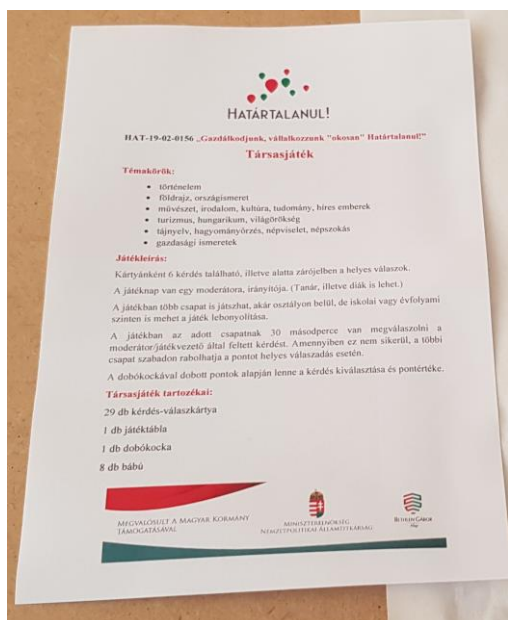 HATÁRTALANUL!
HAT-19-02-0156 „Gazdálkodjunk, vállalkozzunk "okosan" Határtalanul!"
Társasjáték
Témakörök:
• történelem
• földrajz, országismeret
• művészet, irodalom, kultúra, tudomány, híres emberek
• turizmus, hungarikum, világörökség
• tájnyelv, hagyományőrzés, népviselet, népszokás
• gazdasági ismeretek
Játékleírás:
Kártyánként 6 kérdés található, illetve alatta zárójelben a helyes válaszok.
A játéknap van egy moderátora, irányítója. (Tanár, illetve diák is lehet.)
A játékban több csapat is játszhat, akár osztályon belül, de iskolai vagy évfolyami
szinten is mehet a játék lebonyolítása.
A játékban az adott csapatnak 30 másodperce van megválaszolni a
moderátor/játékvezető által feltett kérdést. Amennyiben ez nem sikerül, a többi
csapat szabadon rabolhatja a pontot helyes válaszadás esetén.
A dobókockával dobott pontok alapján lenne a kérdés kiválasztása és pontértéke.
Társasjáték tartozékai:
29 db kérdés-válaszkártya
1 db játéktábla
1 db dobókocka
8 db bábú
MEGVALÓSULT A MAGYAR KORMÁNY
TÁMOGATÁSÁVAL
MINISZTERELNÖKSÉG
NEMZETPOLITIKAI ÁLLAMTITKÁRSÁG
BETHLEN GÁBOR
Alap